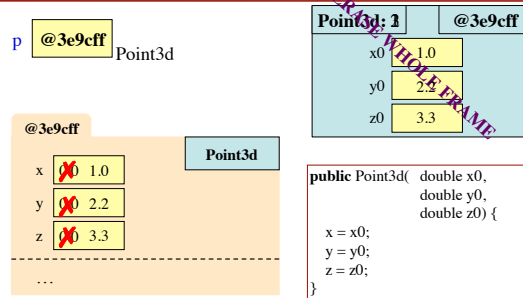 p @3e9cff Point3d
Point3d: @3e9cff
x0 1.0
y0 2.2
z0 3.3
ERASE WHOLE FRAME
@3e9cff
Point3d
x 1.0
y 2.2
z 3.3
…
public Point3d( double x0,
double y0,
double z0) {
x = x0;
y = y0;
z = z0;
}